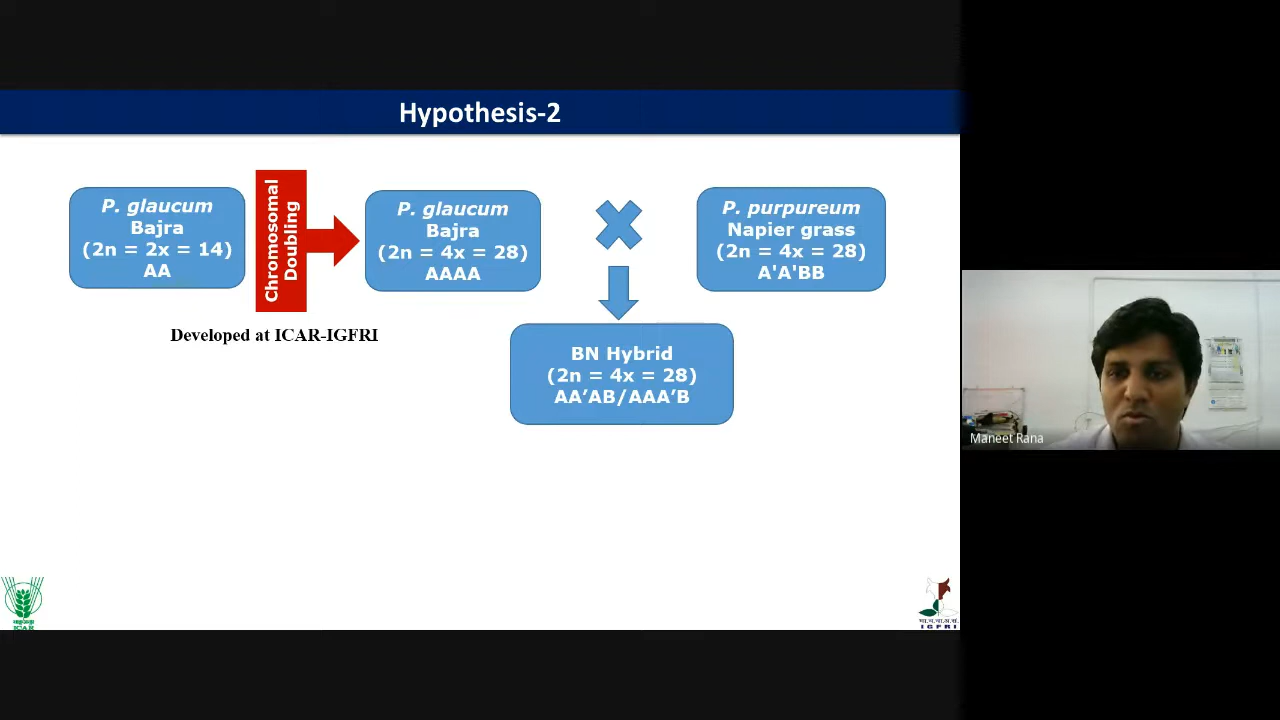 Hypothesis-2
P. glaucum
Bajra
(2n = 2x = 14)
AA
Chromosomal
Doubling
P. glaucum
Bajra
(2n = 4x = 28)
AAAA
P. purpureum
Napier grass
(2n = 4x = 28)
A'A'BB
Developed at ICAR-IGFRI
BN Hybrid
(2n = 4x = 28)
AA’AB/AAA’B
Maneet Rana
ICAR
IGFRI